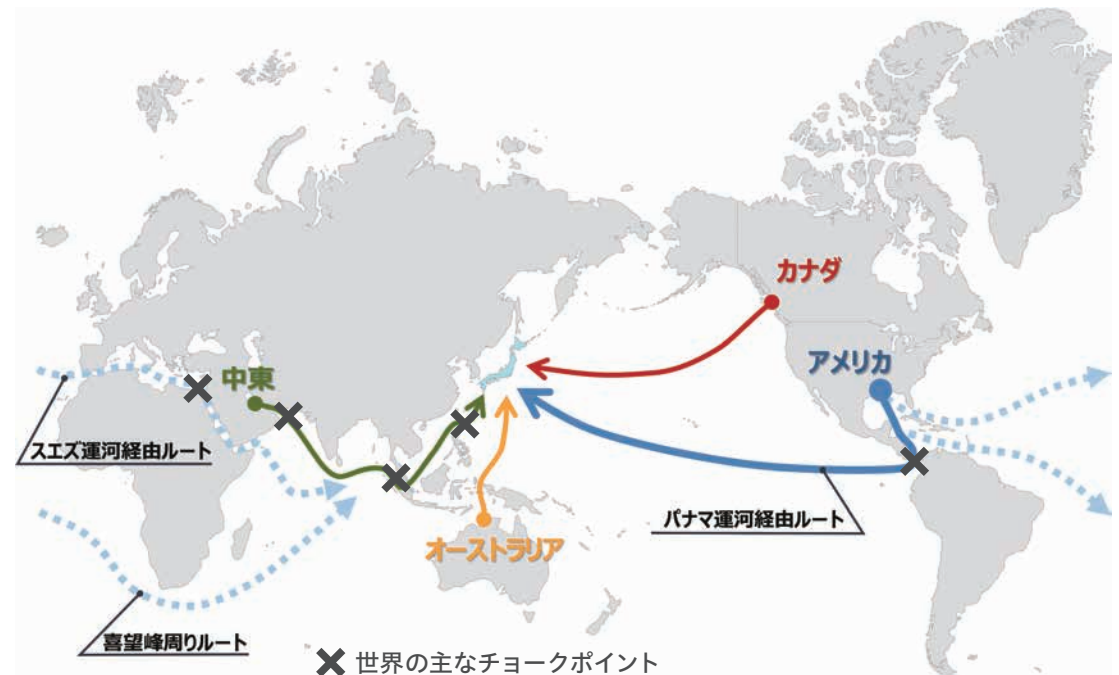 カナダ
アメリカ
中東
スエズ運河経由ルート
オーストラリア
パナマ運河経由ルート
喜望峰周りルート
世界の主なチョークポイント